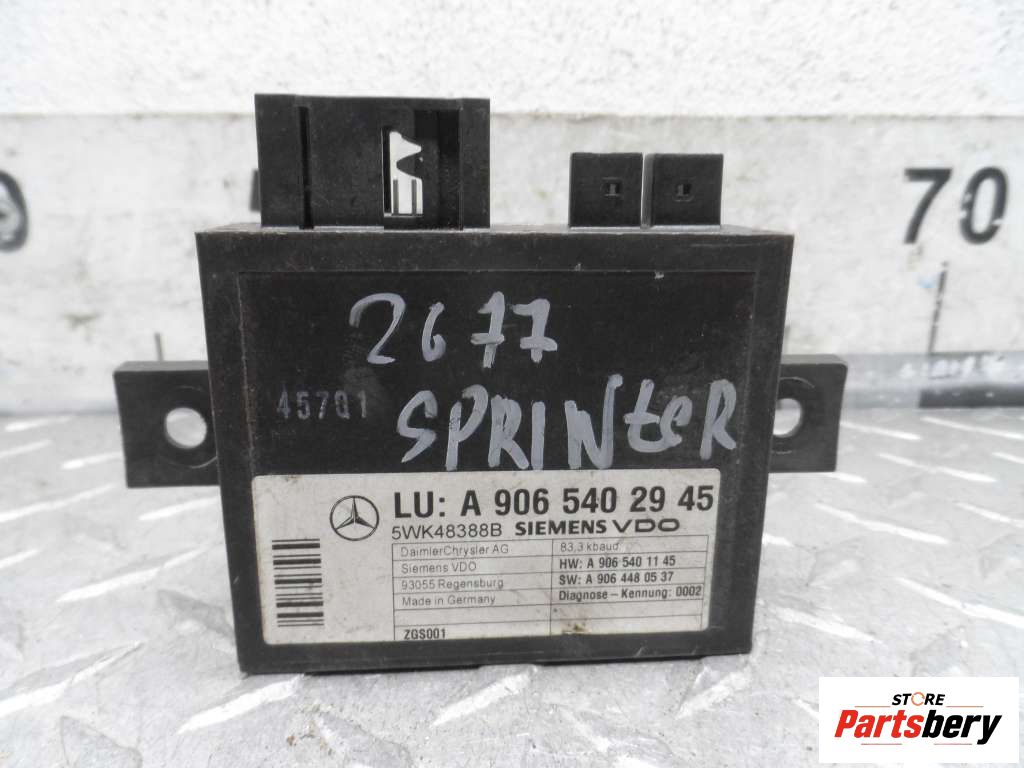 70
2677
45701
SPRINtER
LU: A 906 540 2 9 45
5WK48388B SIEMENS VDO
DaimlerChrysler AG
83,3 kbaud
Siemens VDO
HW: A 906 540 11 45
93055 Regensburg
SW: A 906 448 05 37
Made in Germany
Diagnose - Kennung: 0002
ZGS001
STORE
Partsbery